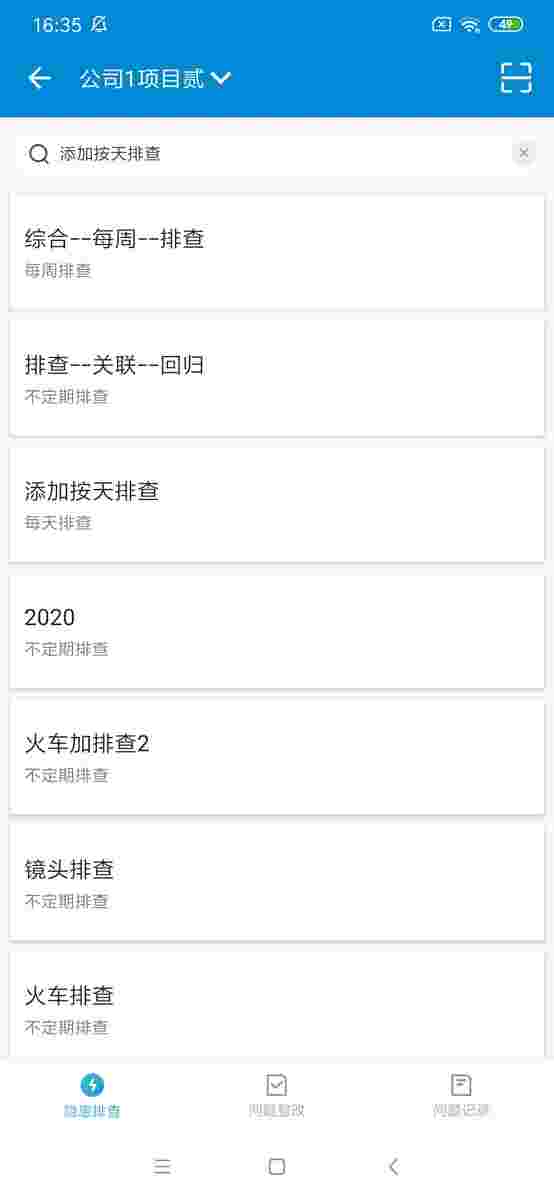 16:35
49
公司1项目贰
添加按天排查
综合--每周--排查
每周排查
排查--关联--回归
不定期排查
添加按天排查
每天排查
2020
不定期排查
火车加排查2
不定期排查
镜头排查
不定期排查
火车排查
不定期排查
隐患排查
问题整改
问题记录